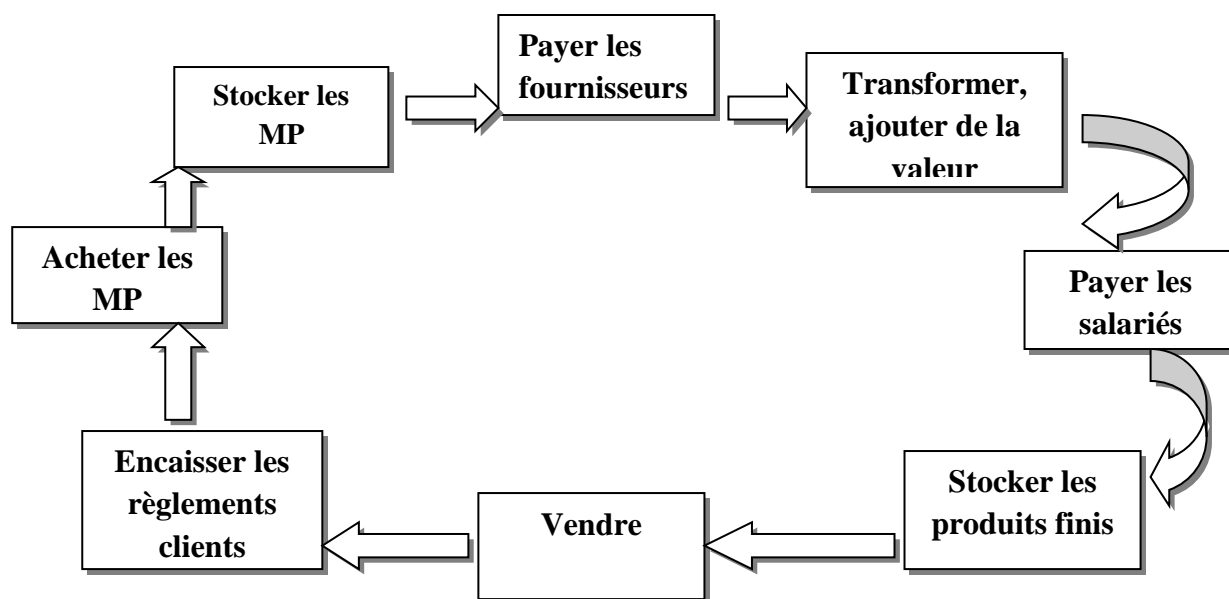 Payer les
fournisseurs
Stocker les
MP
Transformer,
ajouter de la
valeur
Acheter les
MP
Payer les
salariés
Encaisser les
règlements
clients
Vendre
Stocker les
produits finis